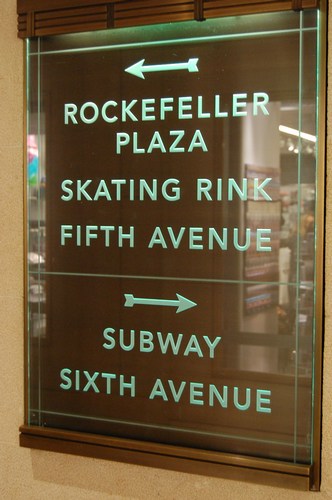 ROCKEFELLER
PLAZA
SKATING RINK
FIFTH AVENUE
SUBWAY
SIXTH AVENUE